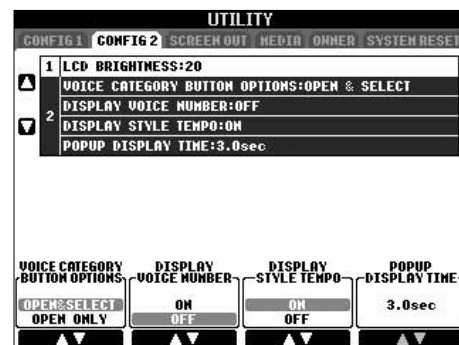 UTILITY
CONFIG 1 CONFIG 2 SCREEN OUT MEDIA OWNER SYSTEM RESET
1 LCD BRIGHTNESS:20
2
VOICE CATEGORY BUTTON OPTIONS:OPEN & SELECT
DISPLAY VOICE NUMBER:OFF
DISPLAY STYLE TEMPO:ON
POPUP DISPLAY TIME:3.0sec
VOICE CATEGORY BUTTON OPTIONS
DISPLAY VOICE NUMBER
DISPLAY STYLE TEMPO
POPUP DISPLAY TIME
OPEN&SELECT
OPEN ONLY
ON
OFF
ON
OFF
3.0sec